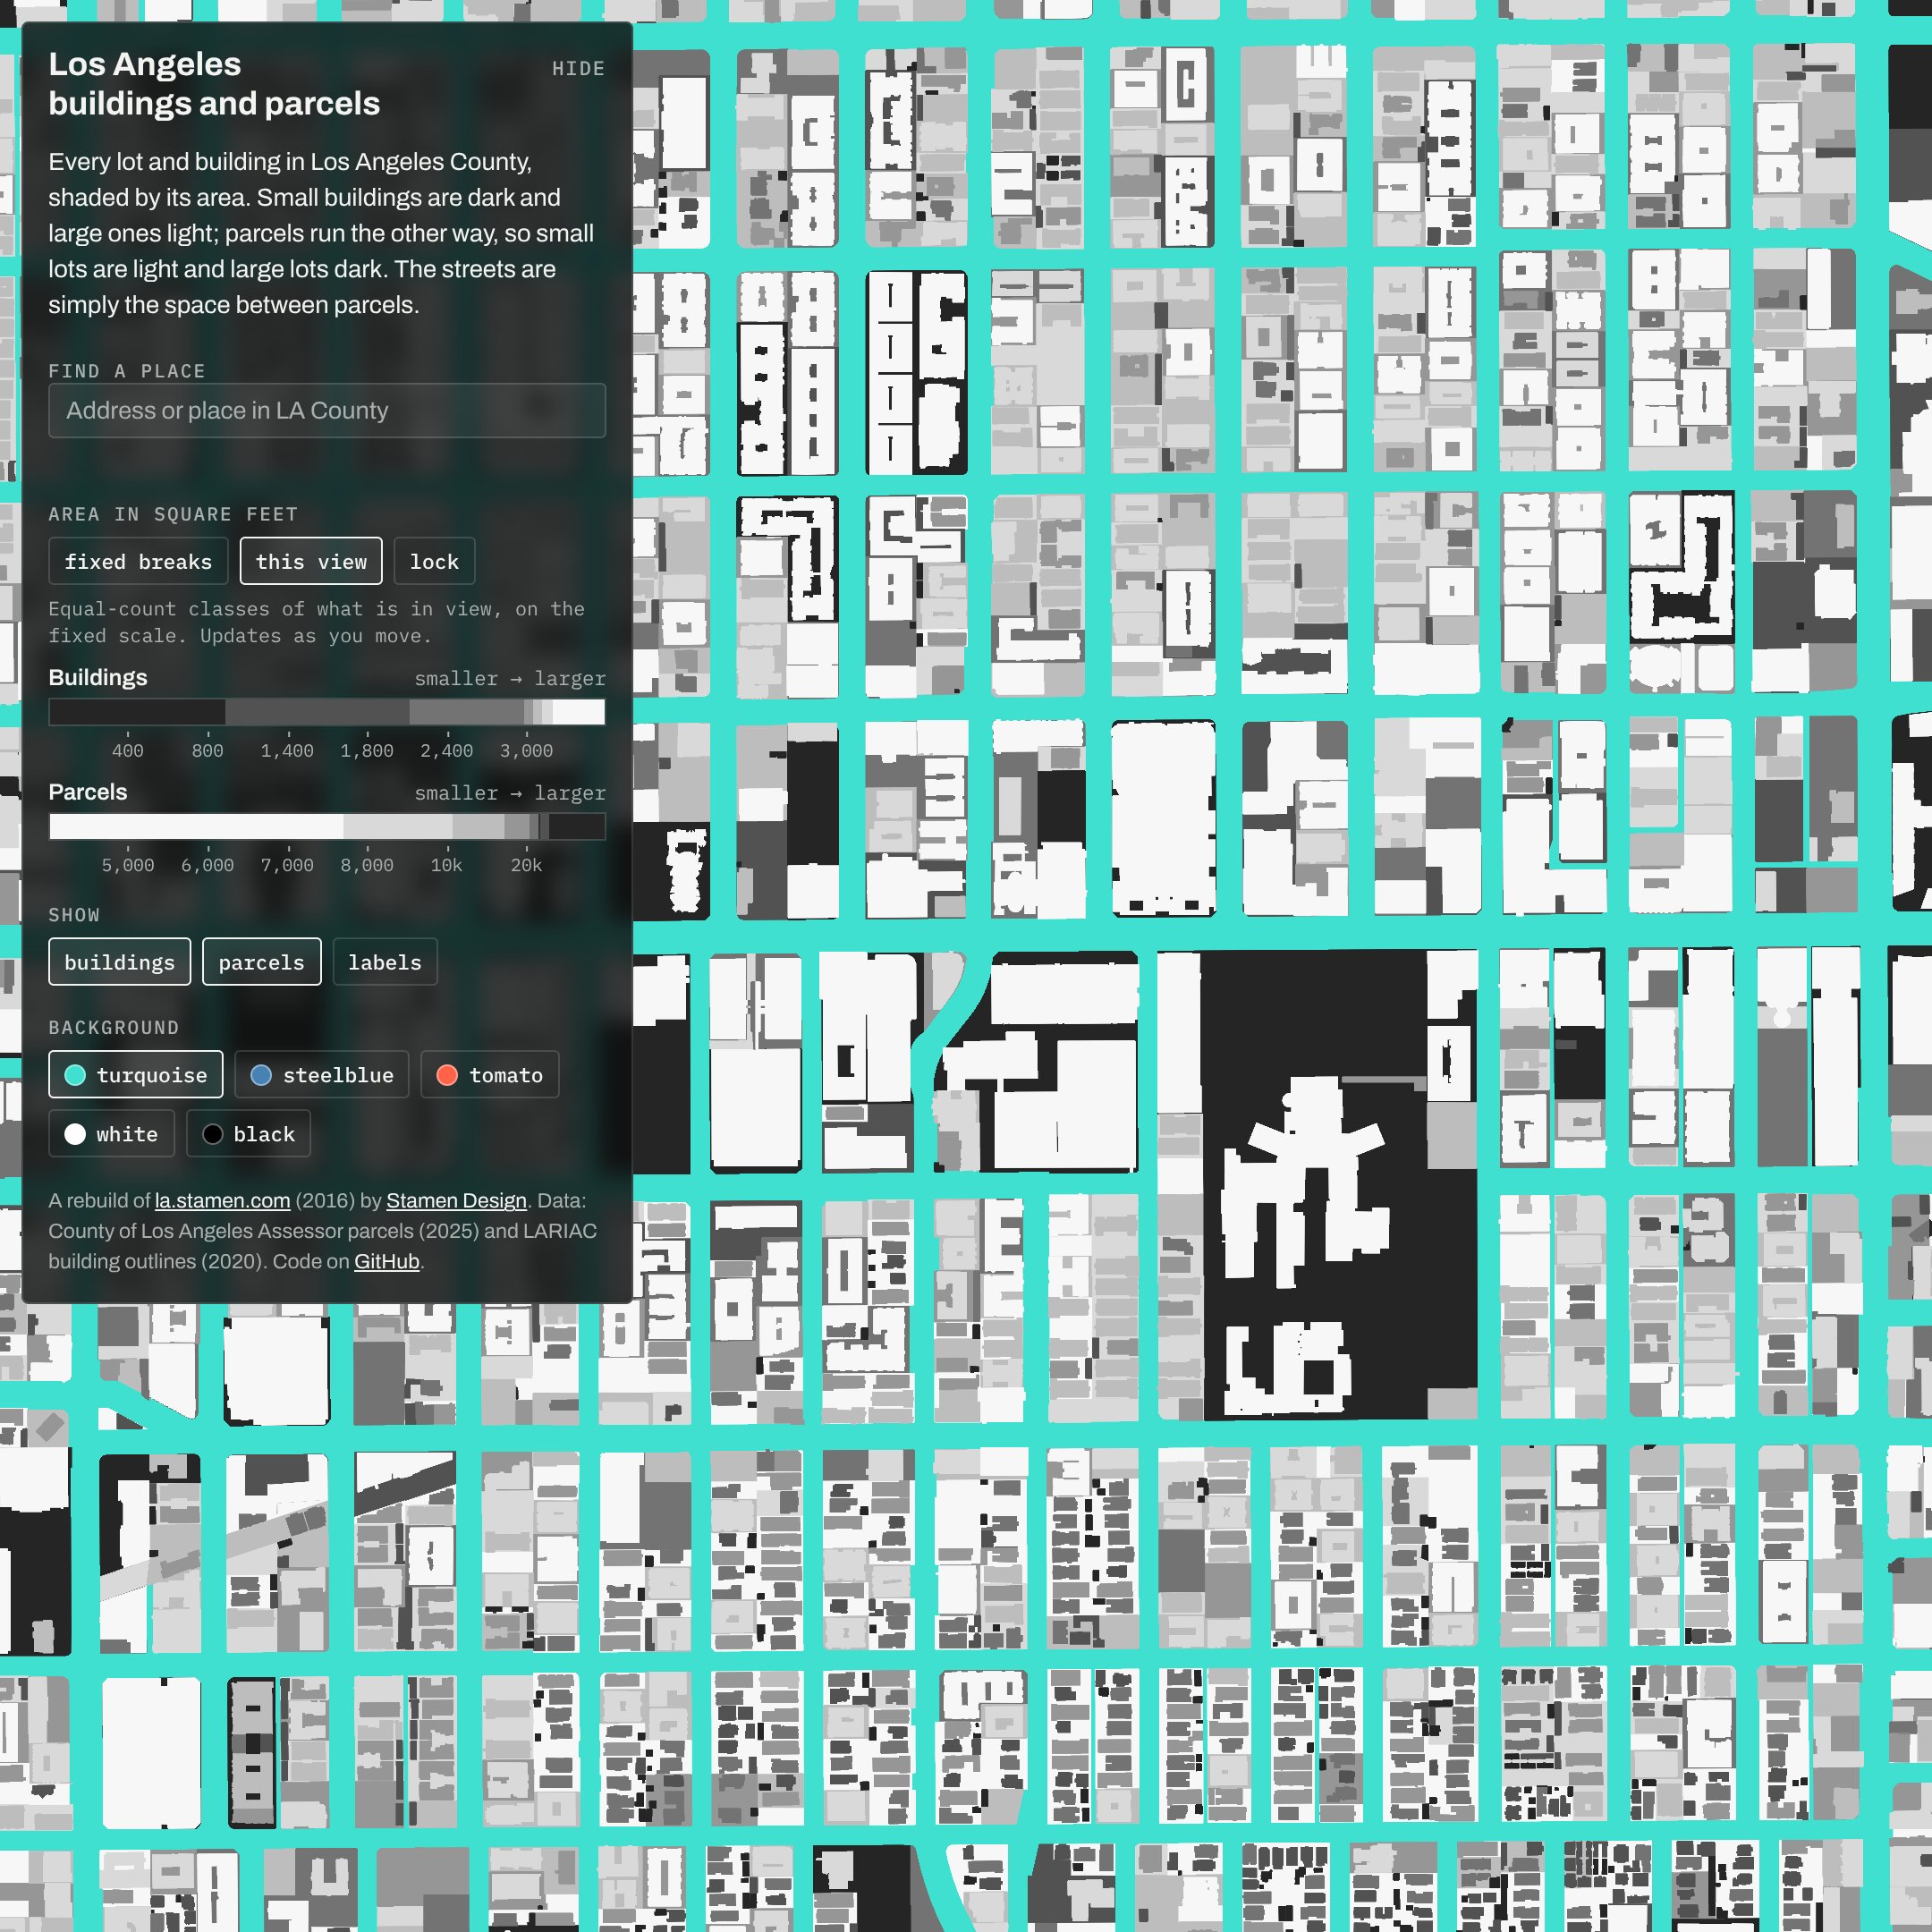 Los Angeles
buildings and parcels
HIDE
Every lot and building in Los Angeles County,
shaded by its area. Small buildings are dark and
large ones light; parcels run the other way, so small
lots are light and large lots dark. The streets are
simply the space between parcels.
FIND A PLACE
Address or place in LA County
AREA IN SQUARE FEET
fixed breaks this view lock
Equal-count classes of what is in view, on the
fixed scale. Updates as you move.
Buildings smaller → larger
400 800 1,400 1,800 2,400 3,000
Parcels smaller → larger
5,000 6,000 7,000 8,000 10k 20k
SHOW
buildings parcels labels
BACKGROUND
turquoise steelblue tomato
white black
A rebuild of la.stamen.com (2016) by Stamen Design. Data:
County of Los Angeles Assessor parcels (2025) and LARIAC
building outlines (2020). Code on GitHub.